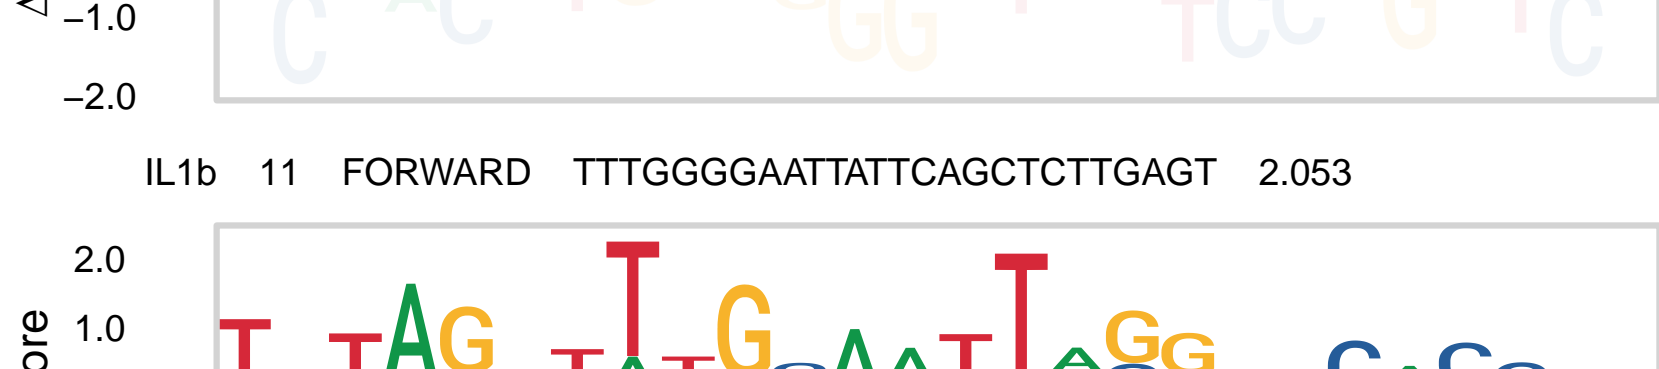 –1.0
–2.0
IL1b 11 FORWARD TTTGGGGAATTATTCAGCTCTTGAGT 2.053
2.0
1.0